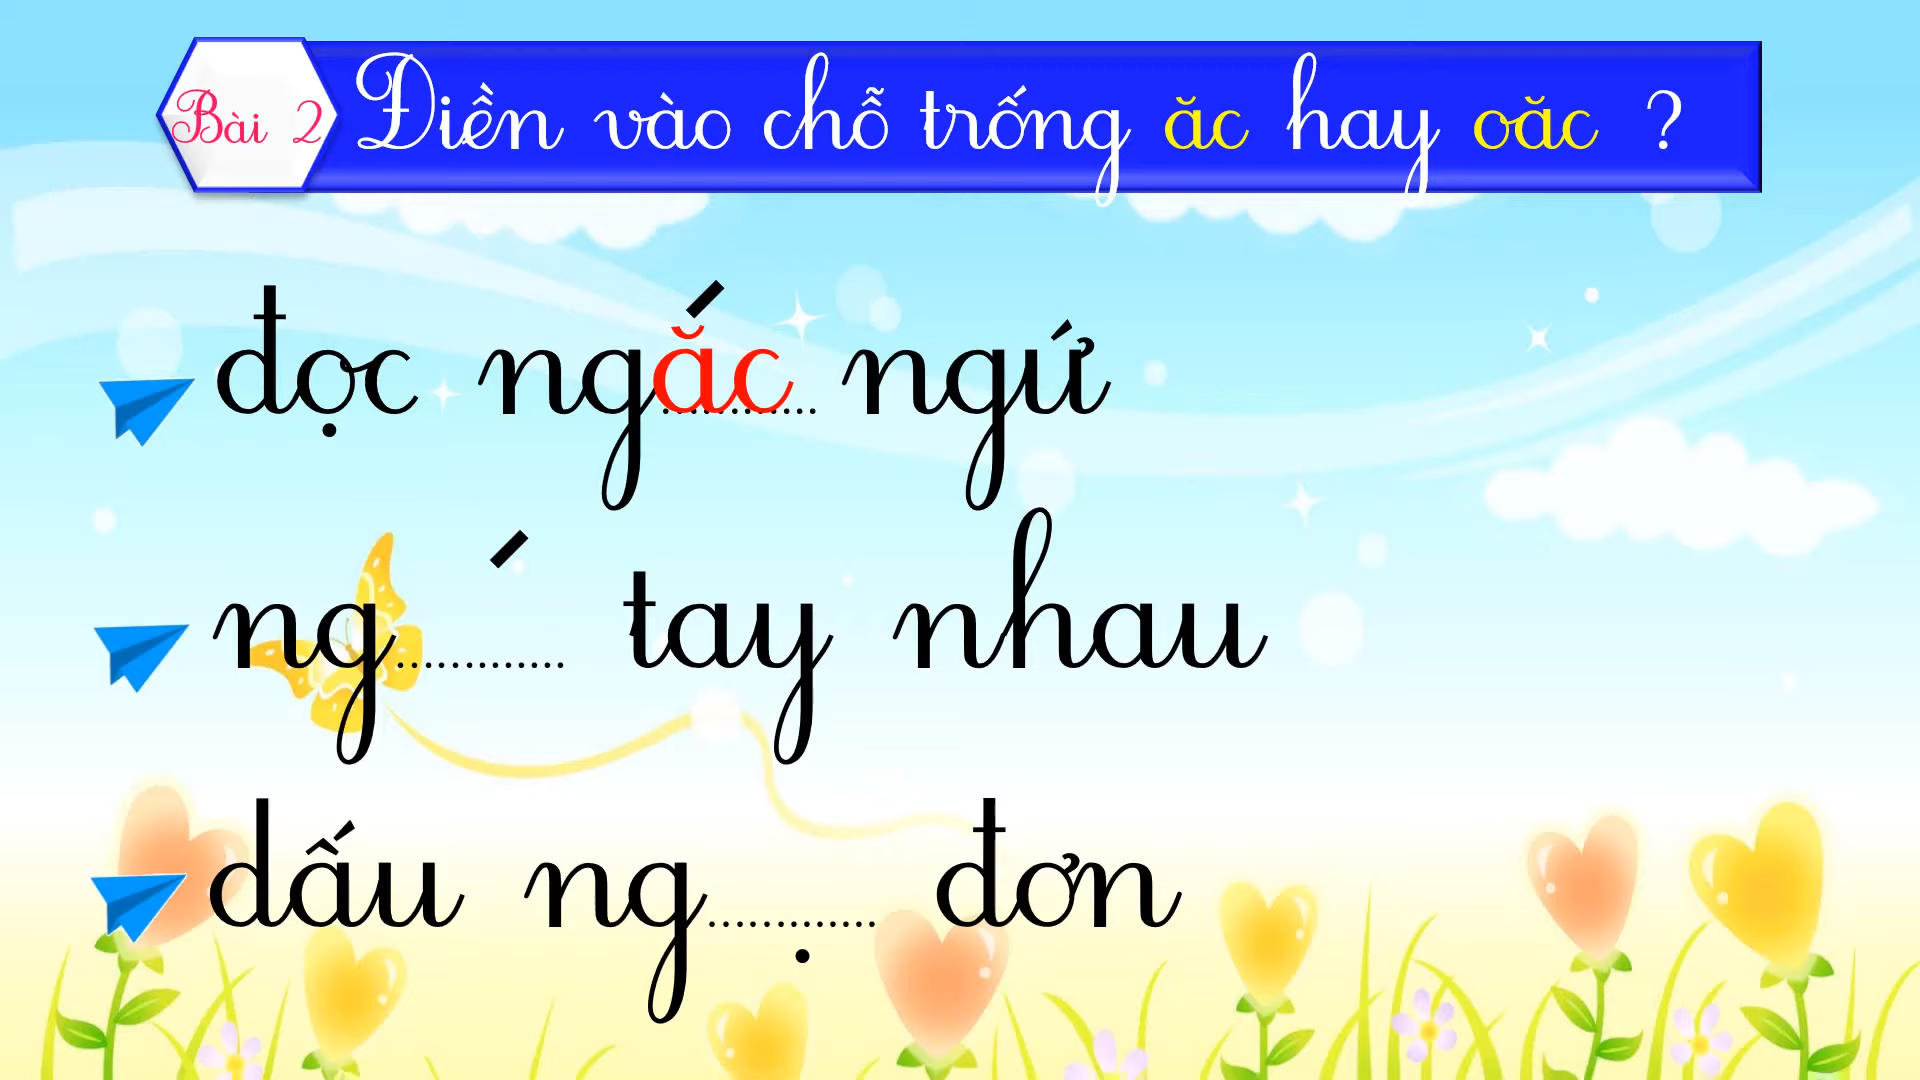 Bài 2 Điền vào chỗ trống ăc hay oăc ?
đọc ngắc............ ngứ
ng´............. tay nhau
dấu ng.......̣...... đơn